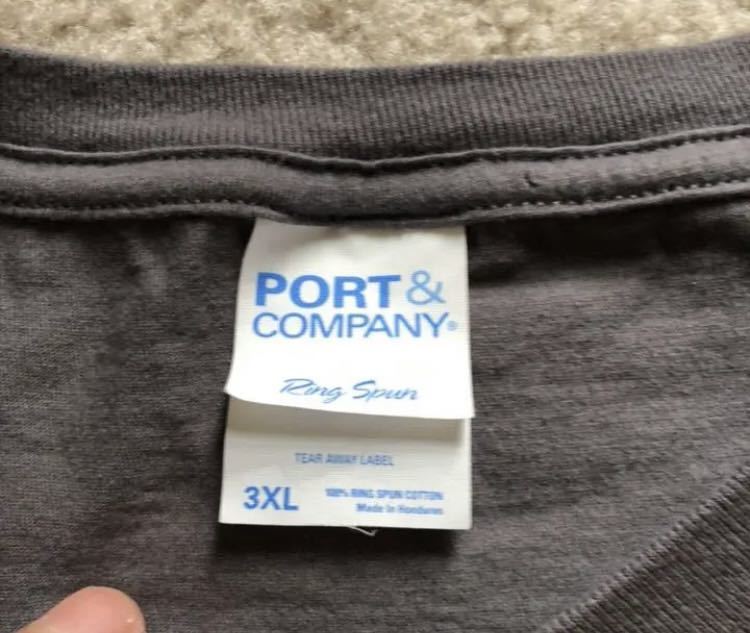 PORT &
COMPANY®
Ring Spun
TEAR AWAY LABEL
3XL
100% RING SPUN COTTON
Made in Honduras